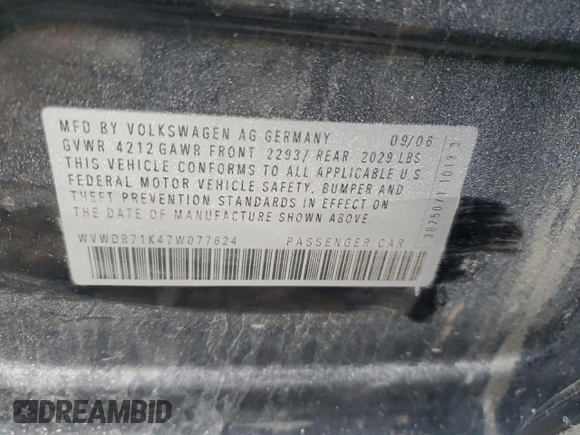 MFD BY VOLKSWAGEN AG GERMANY 09/06
GVWR 4212 GAWR FRONT 2293/ REAR 2029 LBS
THIS VEHICLE CONFORMS TO ALL APPLICABLE U.S.
FEDERAL MOTOR VEHICLE SAFETY, BUMPER AND
THEFT PREVENTION STANDARDS IN EFFECT ON
THE DATE OF MANUFACTURE SHOWN ABOVE.
WVWDR71K47W077624 PASSENGER CAR
DREAMBID